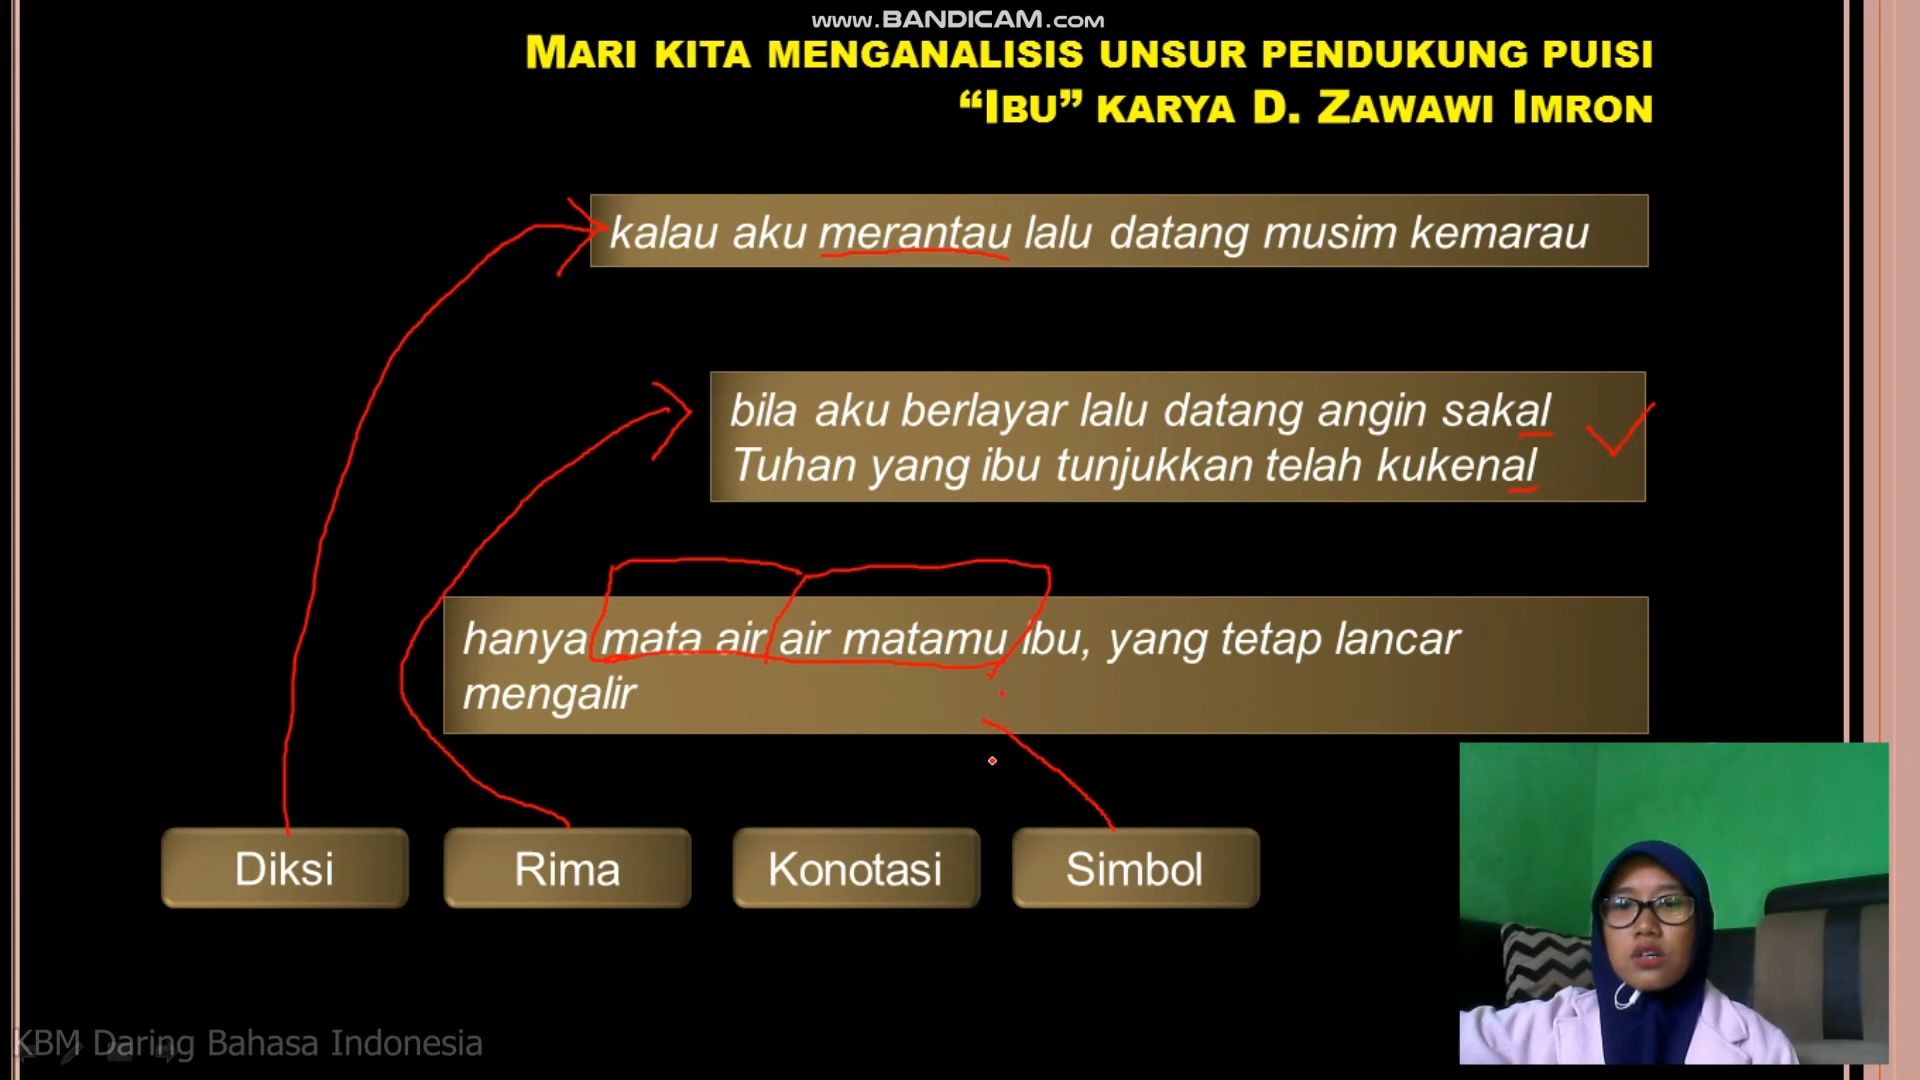 www.BANDICAM.com
MARI KITA MENGANALISIS UNSUR PENDUKUNG PUISI
“IBU” KARYA D. ZAWAWI IMRON
kalau aku merantau lalu datang musim kemarau
bila aku berlayar lalu datang angin sakal
Tuhan yang ibu tunjukkan telah kukenal
hanya mata air air matamu ibu, yang tetap lancar
mengalir
Diksi
Rima
Konotasi
Simbol
KBM Daring Bahasa Indonesia